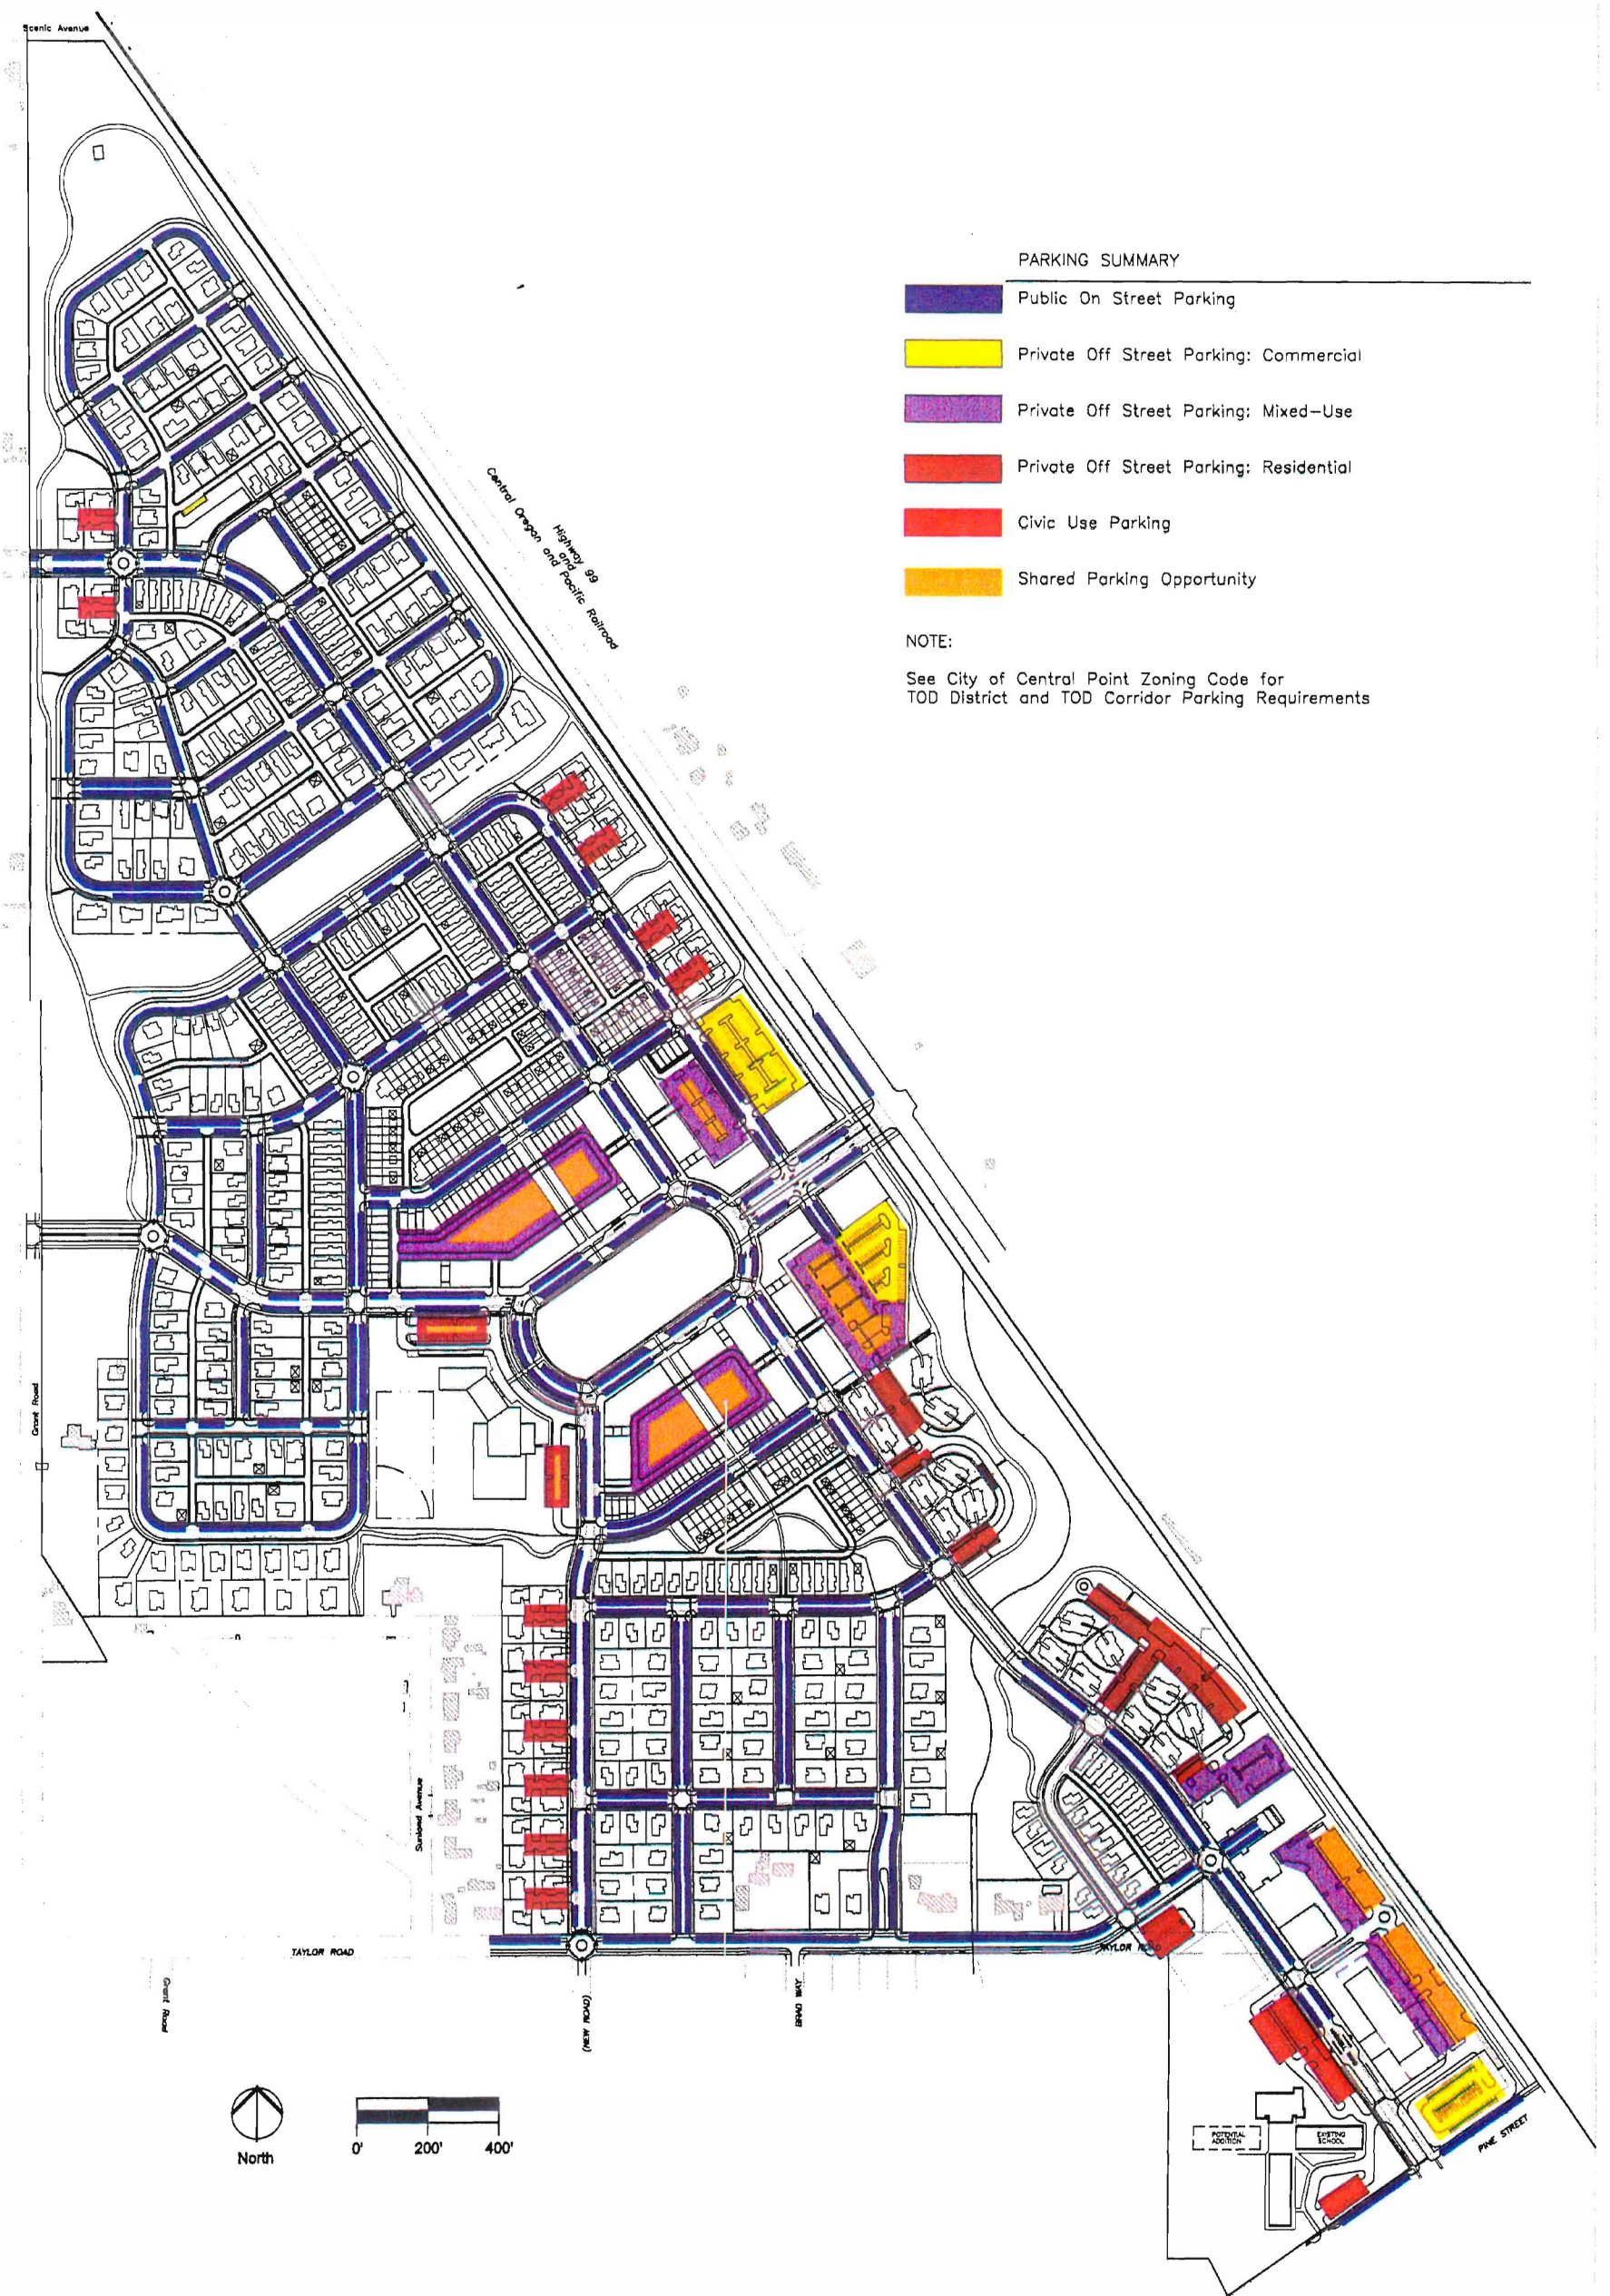 Scenic Avenue
PARKING SUMMARY
Public On Street Parking
Private Off Street Parking: Commercial
Private Off Street Parking: Mixed-Use
Private Off Street Parking: Residential
Civic Use Parking
Shared Parking Opportunity
NOTE:
See City of Central Point Zoning Code for
TOD District and TOD Corridor Parking Requirements
Highway 99
and
Central Oregon and Pacific Railroad
Grant Road
Sunland Avenue
TAYLOR ROAD
TAYLOR ROAD
Grant Road
(NEW ROAD)
BRAD WAY
POTENTIAL
ADDITION
EXISTING
SCHOOL
PINE STREET
North
0'
200'
400'